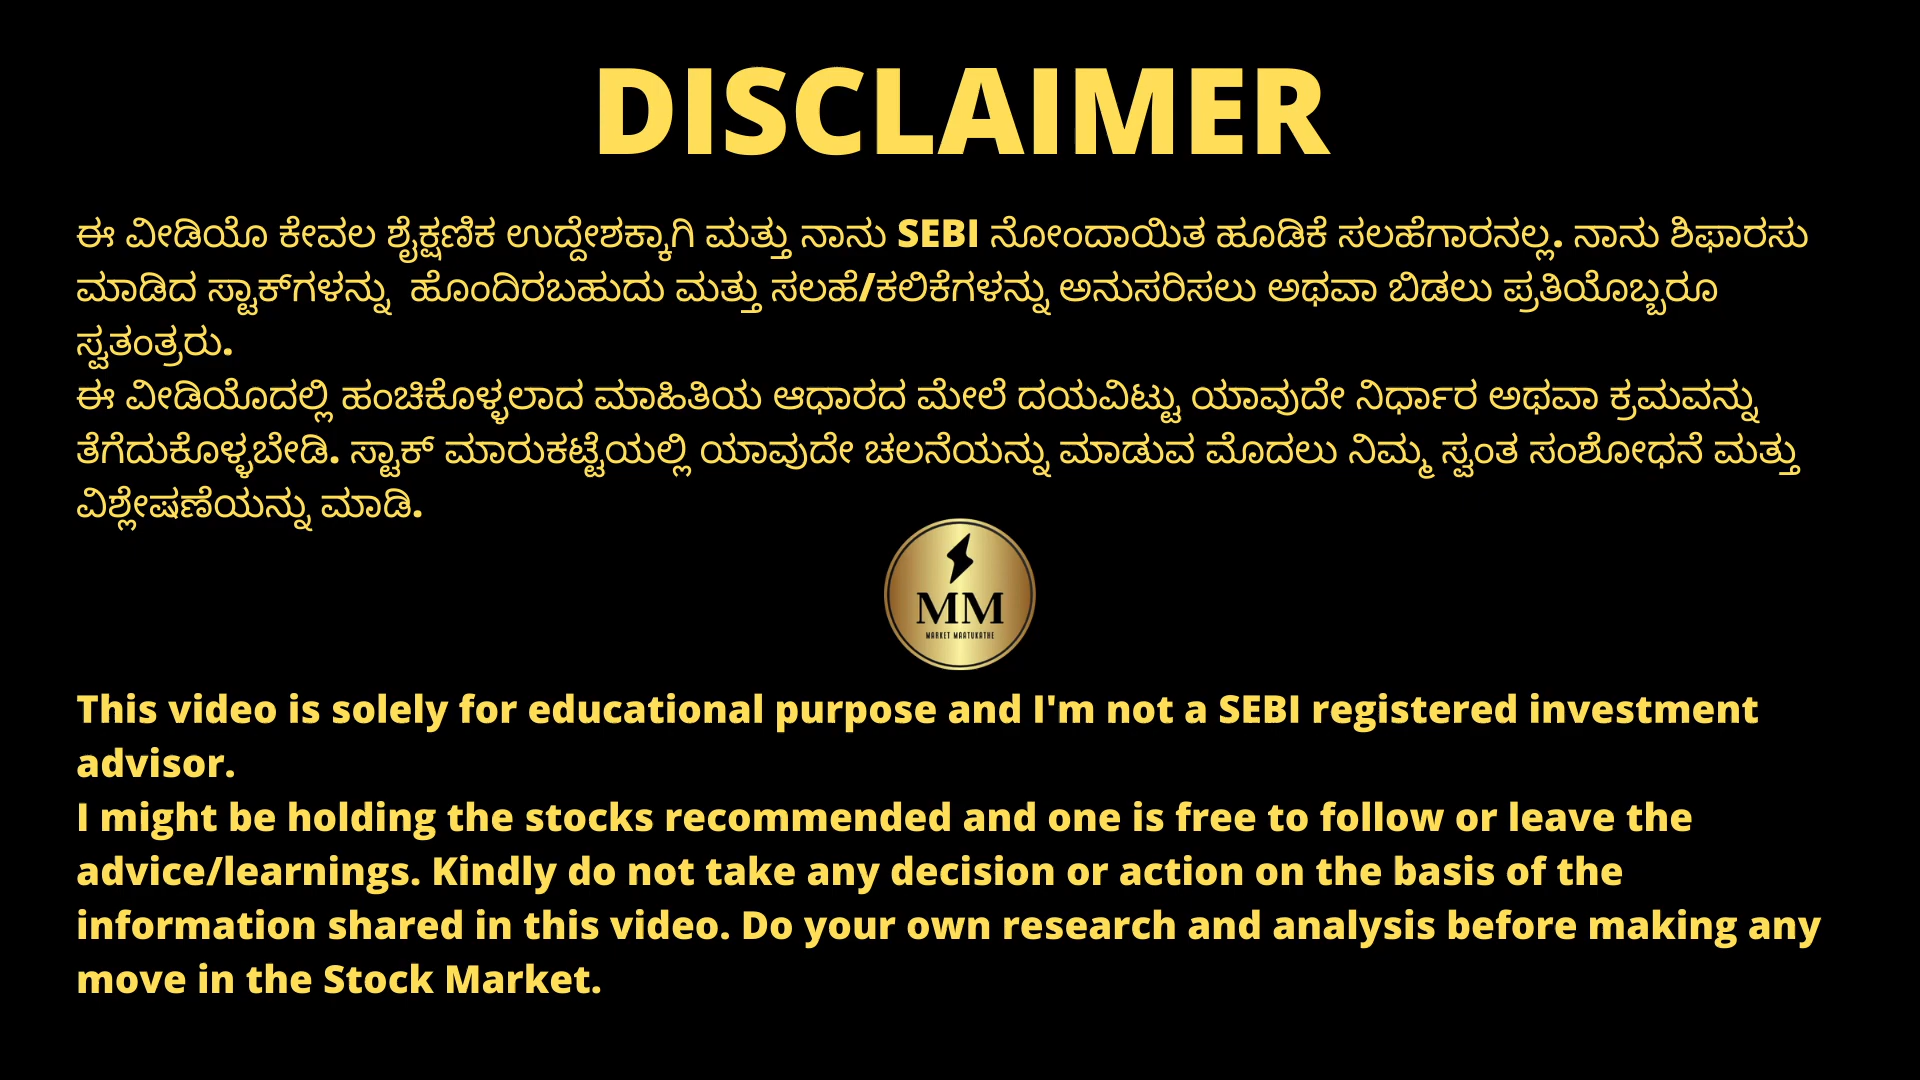 DISCLAIMER
ಈ ವೀಡಿಯೊ ಕೇವಲ ಶೈಕ್ಷಣಿಕ ಉದ್ದೇಶಕ್ಕಾಗಿ ಮತ್ತು ನಾನು SEBI ನೋಂದಾಯಿತ ಹೂಡಿಕೆ ಸಲಹೆಗಾರನಲ್ಲ. ನಾನು ಶಿಫಾರಸು
ಮಾಡಿದ ಸ್ಟಾಕ್‌ಗಳನ್ನು ಹೊಂದಿರಬಹುದು ಮತ್ತು ಸಲಹೆ/ಕಲಿಕೆಗಳನ್ನು ಅನುಸರಿಸಲು ಅಥವಾ ಬಿಡಲು ಪ್ರತಿಯೊಬ್ಬರೂ
ಸ್ವತಂತ್ರರು.
ಈ ವೀಡಿಯೊದಲ್ಲಿ ಹಂಚಿಕೊಳ್ಳಲಾದ ಮಾಹಿತಿಯ ಆಧಾರದ ಮೇಲೆ ದಯವಿಟ್ಟು ಯಾವುದೇ ನಿರ್ಧಾರ ಅಥವಾ ಕ್ರಮವನ್ನು
ತೆಗೆದುಕೊಳ್ಳಬೇಡಿ. ಸ್ಟಾಕ್ ಮಾರುಕಟ್ಟೆಯಲ್ಲಿ ಯಾವುದೇ ಚಲನೆಯನ್ನು ಮಾಡುವ ಮೊದಲು ನಿಮ್ಮ ಸ್ವಂತ ಸಂಶೋಧನೆ ಮತ್ತು
ವಿಶ್ಲೇಷಣೆಯನ್ನು ಮಾಡಿ.
MM
MARKET MAATUKATHE
This video is solely for educational purpose and I'm not a SEBI registered investment
advisor.
I might be holding the stocks recommended and one is free to follow or leave the
advice/learnings. Kindly do not take any decision or action on the basis of the
information shared in this video. Do your own research and analysis before making any
move in the Stock Market.